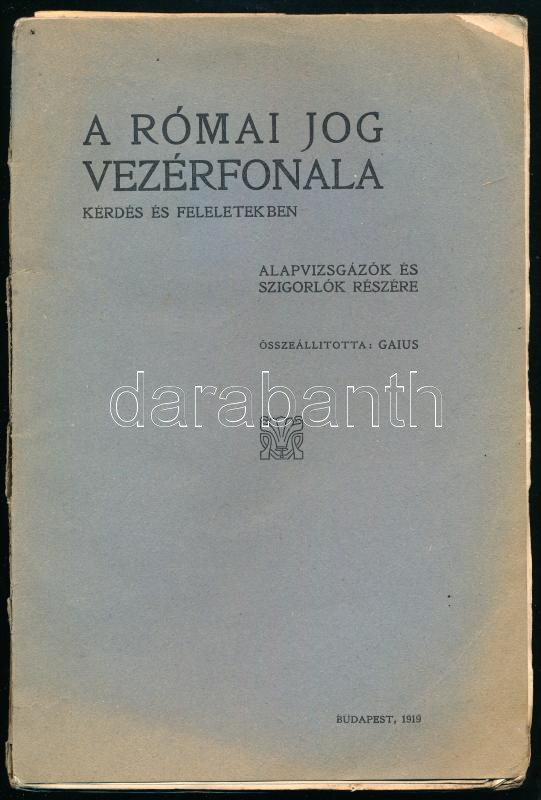 A RÓMAI JOG
VEZÉRFONALA
KÉRDÉS ÉS FELELETEKBEN
ALAPVIZSGÁZÓK ÉS
SZIGORLÓK RÉSZÉRE
ÖSSZEÁLLITOTTA: GAIUS
darabanth
BUDAPEST, 1919